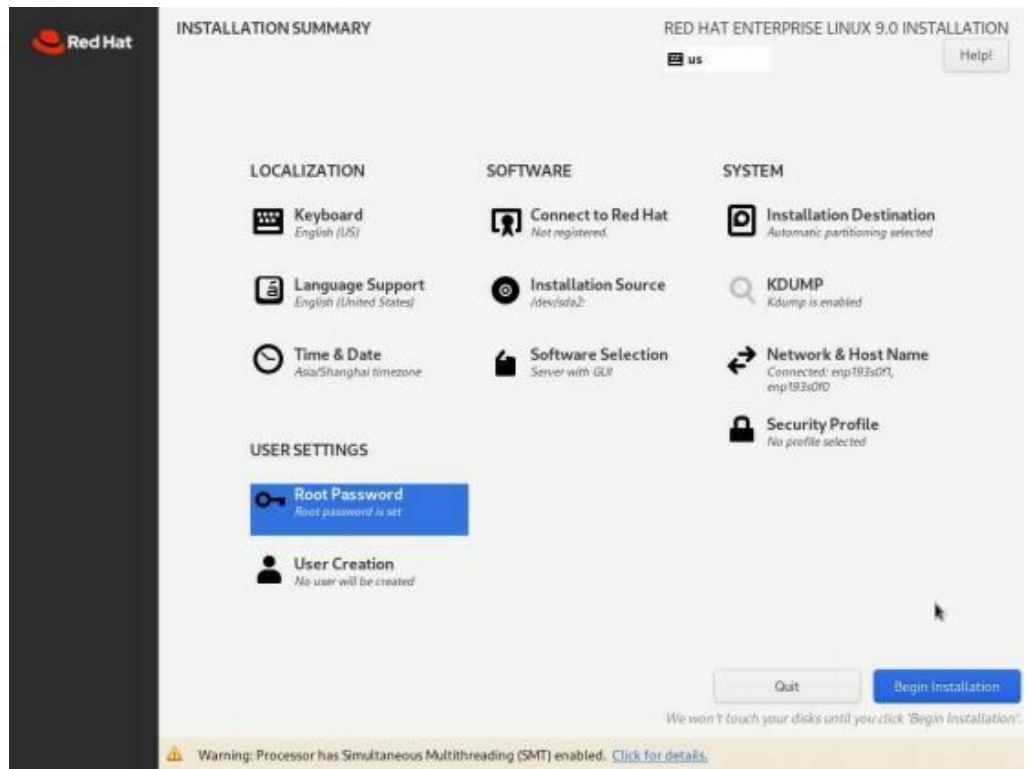 Red Hat
INSTALLATION SUMMARY
RED HAT ENTERPRISE LINUX 9.0 INSTALLATION
us
Help!
LOCALIZATION
Keyboard
English (US)
Language Support
English (United States)
Time & Date
Asia/Shanghai timezone
SOFTWARE
Connect to Red Hat
Not registered.
Installation Source
/dev/sda2:
Software Selection
Server with GUI
SYSTEM
Installation Destination
Automatic partitioning selected
KDUMP
Kdump is enabled
Network & Host Name
Connected: enp193s0f1,
enp193s0f0
Security Profile
No profile selected
USER SETTINGS
Root Password
Root password is set
User Creation
No user will be created
Quit
Begin Installation
We won't touch your disks until you click 'Begin Installation'.
Warning: Processor has Simultaneous Multithreading (SMT) enabled. Click for details.